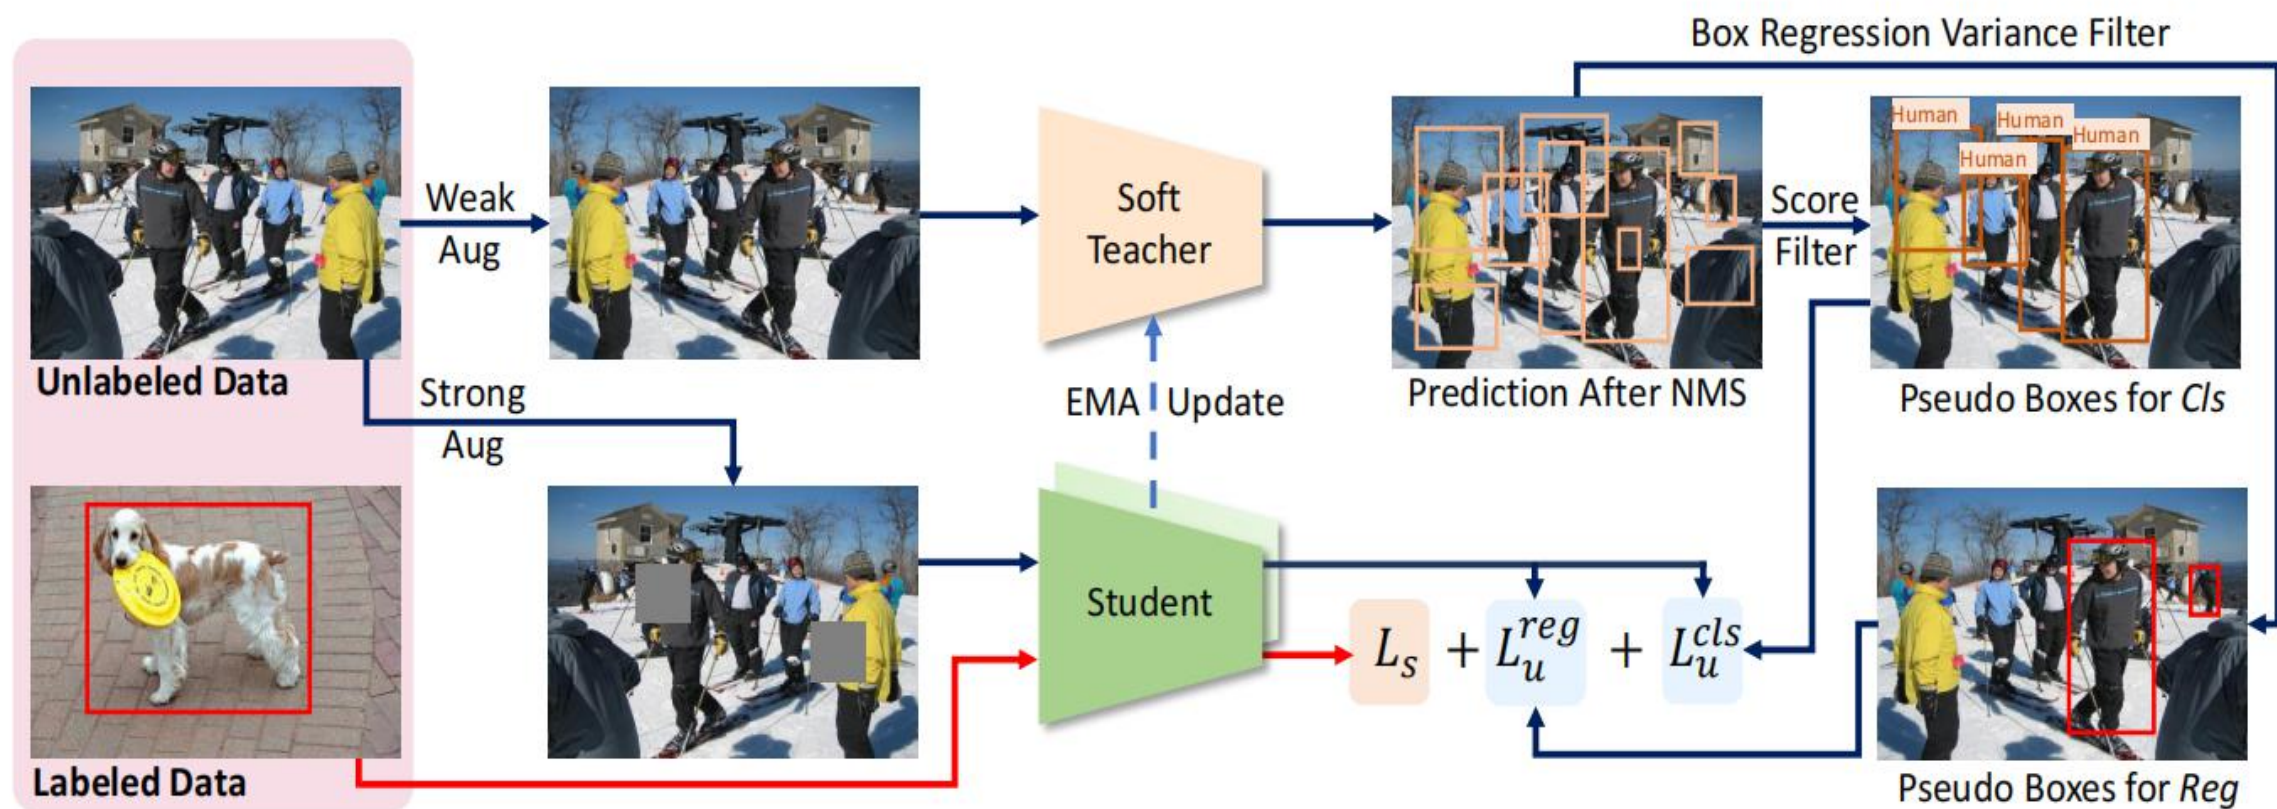 Box Regression Variance Filter
Weak
Aug
Soft
Teacher
Score
Filter
Human
Human
Human
Human
Unlabeled Data
Strong
Aug
EMA Update
Prediction After NMS
Pseudo Boxes for Cls
Student
L_s + L_u^{reg} + L_u^{cls}
Labeled Data
Pseudo Boxes for Reg